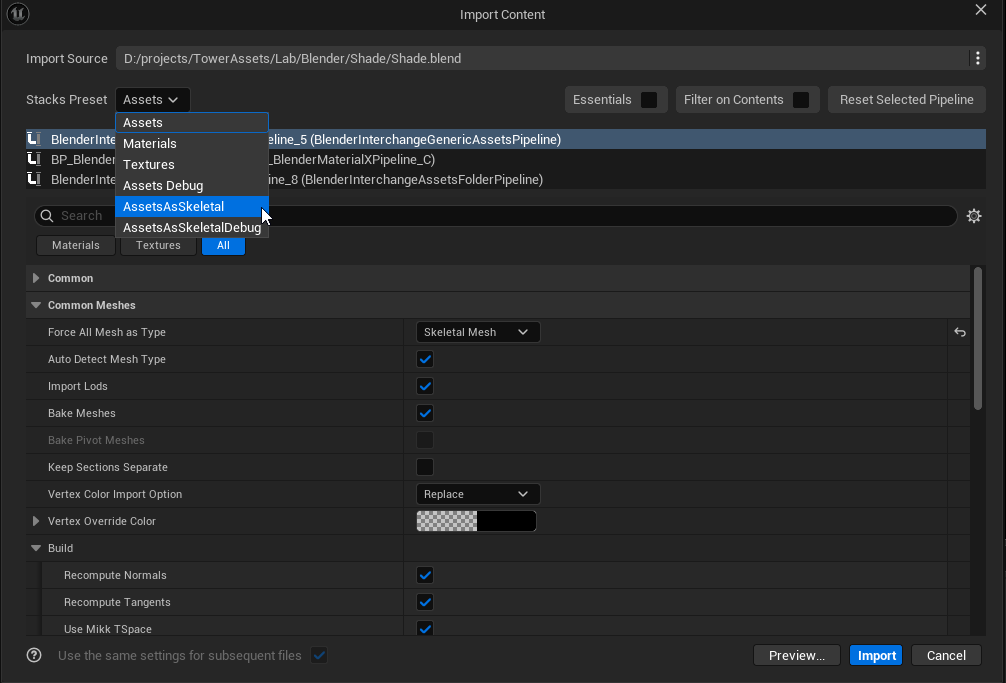 Import Content
Import Source D:/projects/TowerAssets/Lab/Blender/Shade/Shade.blend
Stacks Preset Assets Essentials Filter on Contents Reset Selected Pipeline
Assets
Materials
Textures
Assets Debug
AssetsAsSkeletal
AssetsAsSkeletalDebug
BlenderInte eline_5 (BlenderInterchangeGenericAssetsPipeline)
BP_Blender _BlenderMaterialXPipeline_C)
BlenderInte ine_8 (BlenderInterchangeAssetsFolderPipeline)
Search
Materials Textures All
Common
Common Meshes
Force All Mesh as Type Skeletal Mesh
Auto Detect Mesh Type
Import Lods
Bake Meshes
Bake Pivot Meshes
Keep Sections Separate
Vertex Color Import Option Replace
Vertex Override Color
Build
Recompute Normals
Recompute Tangents
Use Mikk TSpace
Use the same settings for subsequent files Preview... Import Cancel